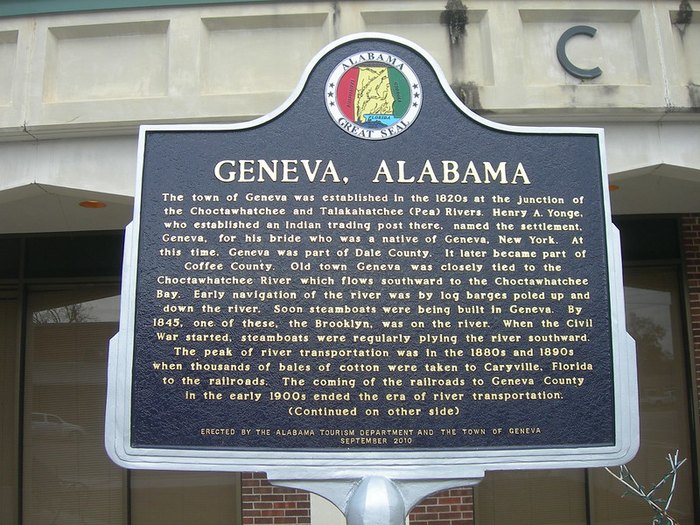 C
ALABAMA
FLORIDA
GREAT SEAL
GENEVA, ALABAMA
The town of Geneva was established in the 1820s at the junction of
the Choctawhatchee and Talakahatchee (Pea) Rivers. Henry A. Yonge,
who established an Indian trading post there, named the settlement,
Geneva, for his bride who was a native of Geneva, New York. At
this time, Geneva was part of Dale County. It later became part of
Coffee County. Old town Geneva was closely tied to the
Choctawhatchee River which flows southward to the Choctawhatchee
Bay. Early navigation of the river was by log barges poled up and
down the river. Soon steamboats were being built in Geneva. By
1845, one of these, the Brooklyn, was on the river. When the Civil
War started, steamboats were regularly plying the river southward.
The peak of river transportation was in the 1880s and 1890s
when thousands of bales of cotton were taken to Caryville, Florida
to the railroads. The coming of the railroads to Geneva County
in the early 1900s ended the era of river transportation.
(Continued on other side)
ERECTED BY THE ALABAMA TOURISM DEPARTMENT AND THE TOWN OF GENEVA
SEPTEMBER 2010